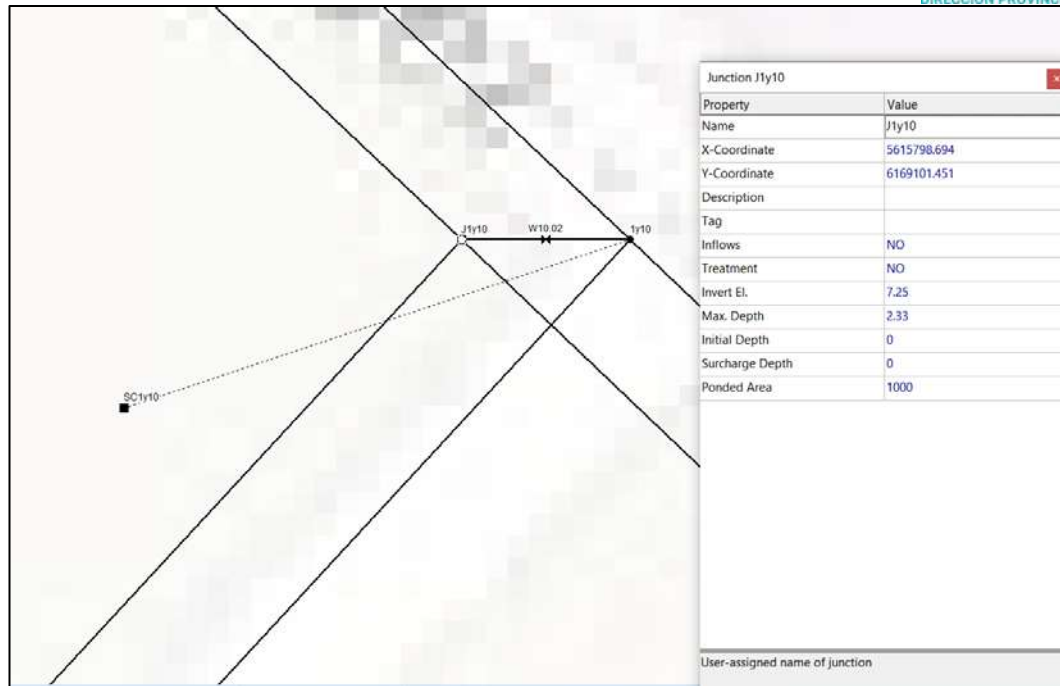 DIRECCIÓN PROVINC
J1y10
W10.02
1y10
SC1y10
Junction J1y10
Property Value
Name J1y10
X-Coordinate 5615798.694
Y-Coordinate 6169101.451
Description
Tag
Inflows NO
Treatment NO
Invert El. 7.25
Max. Depth 2.33
Initial Depth 0
Surcharge Depth 0
Ponded Area 1000
User-assigned name of junction